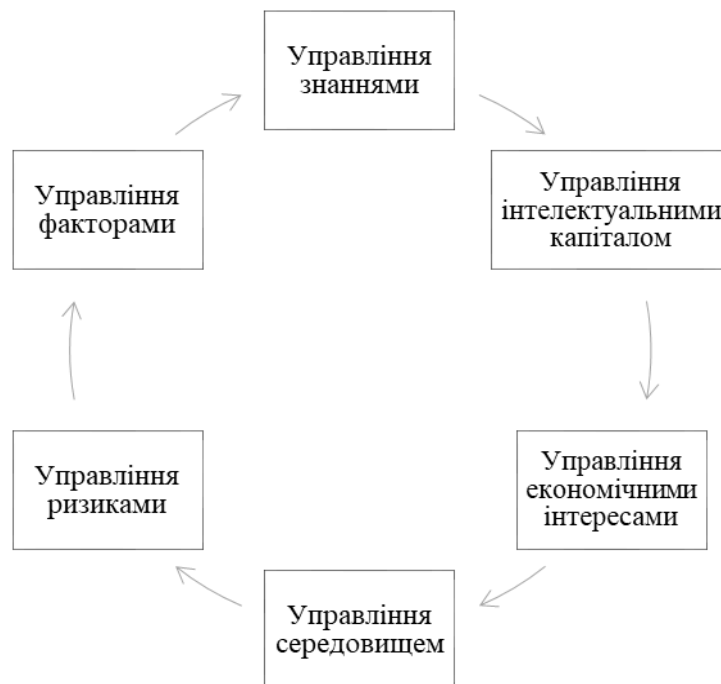 Управління
знаннями
Управління
інтелектуальними
капіталом
Управління
економічними
інтересами
Управління
середовищем
Управління
ризиками
Управління
факторами